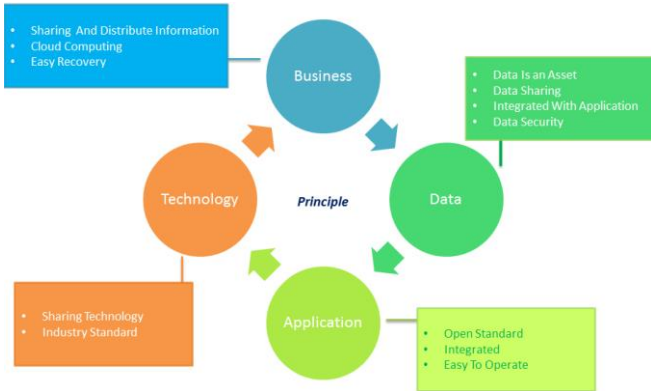 • Sharing And Distribute Information
• Cloud Computing
• Easy Recovery
Business
• Data Is an Asset
• Data Sharing
• Integrated With Application
• Data Security
Technology
Principle
Data
• Sharing Technology
• Industry Standard
Application
• Open Standard
• Integrated
• Easy To Operate